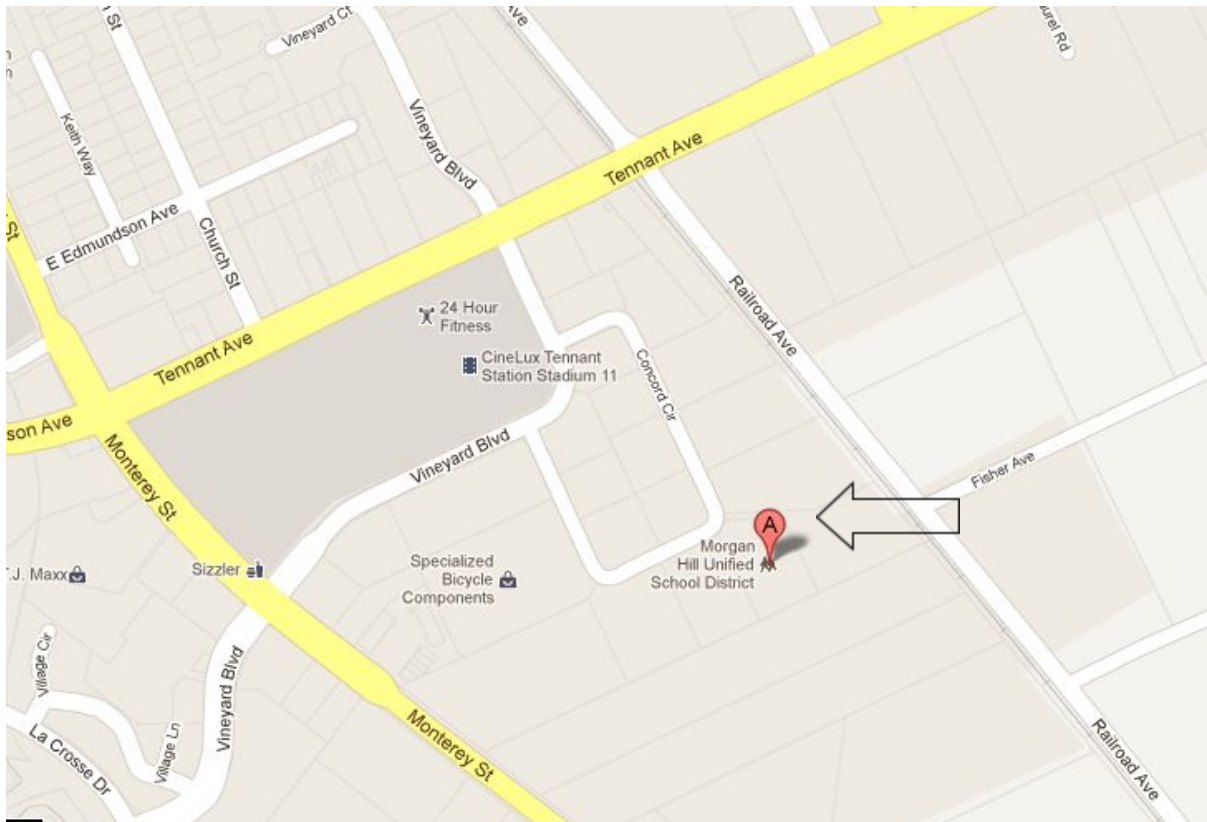 Vineyard Ct
Ave
urel Rd
Keith Way
Vineyard Blvd
Tennant Ave
E Edmundson Ave
Church St
St
24 Hour
Fitness
Railroad Ave
Tennant Ave
CineLux Tennant
Station Stadium 11
Concord Cir
son Ave
Monterey St
Vineyard Blvd
Fisher Ave
A
Sizzler
.J. Maxx
Specialized
Bicycle
Components
Morgan
Hill Unified
School District
Village Cir
Vineyard Blvd
Village Ln
La Crosse Dr
Monterey St
Railroad Ave